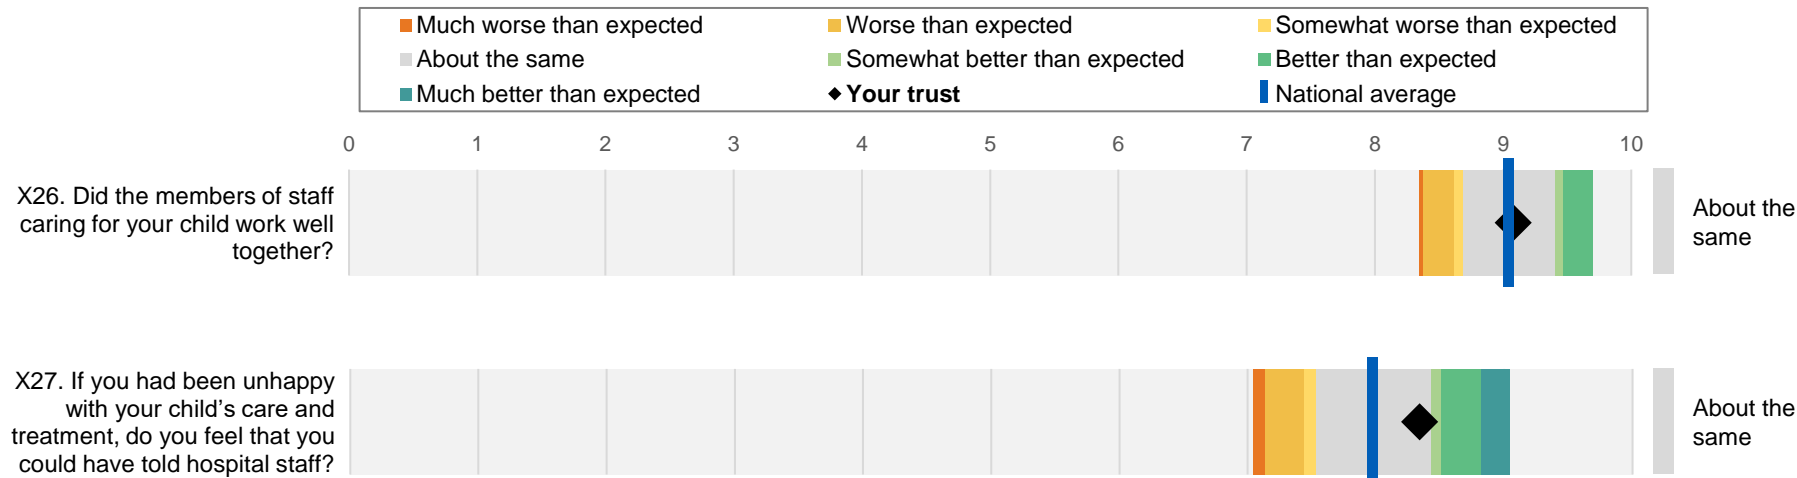 Much worse than expected
Worse than expected
Somewhat worse than expected
About the same
Somewhat better than expected
Better than expected
Much better than expected
Your trust
National average
0 1 2 3 4 5 6 7 8 9 10
X26. Did the members of staff
caring for your child work well
together?
About the
same
X27. If you had been unhappy
with your child’s care and
treatment, do you feel that you
could have told hospital staff?
About the
same